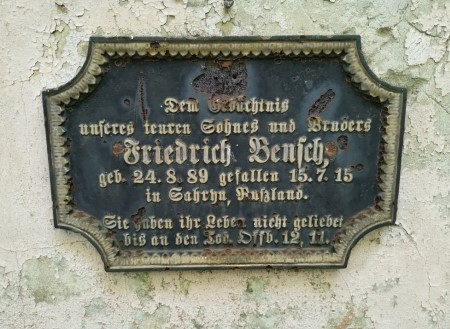 Dem Gedächtnis
unseres teuren Sohnes und Bruders
Friedrich Bensch,
geb. 24. 8. 89 gefallen 15. 7. 15
in Sahryn, Rußland.
Sie haben ihr Leben nicht geliebet
bis an den Tod. Offb. 12, 11.